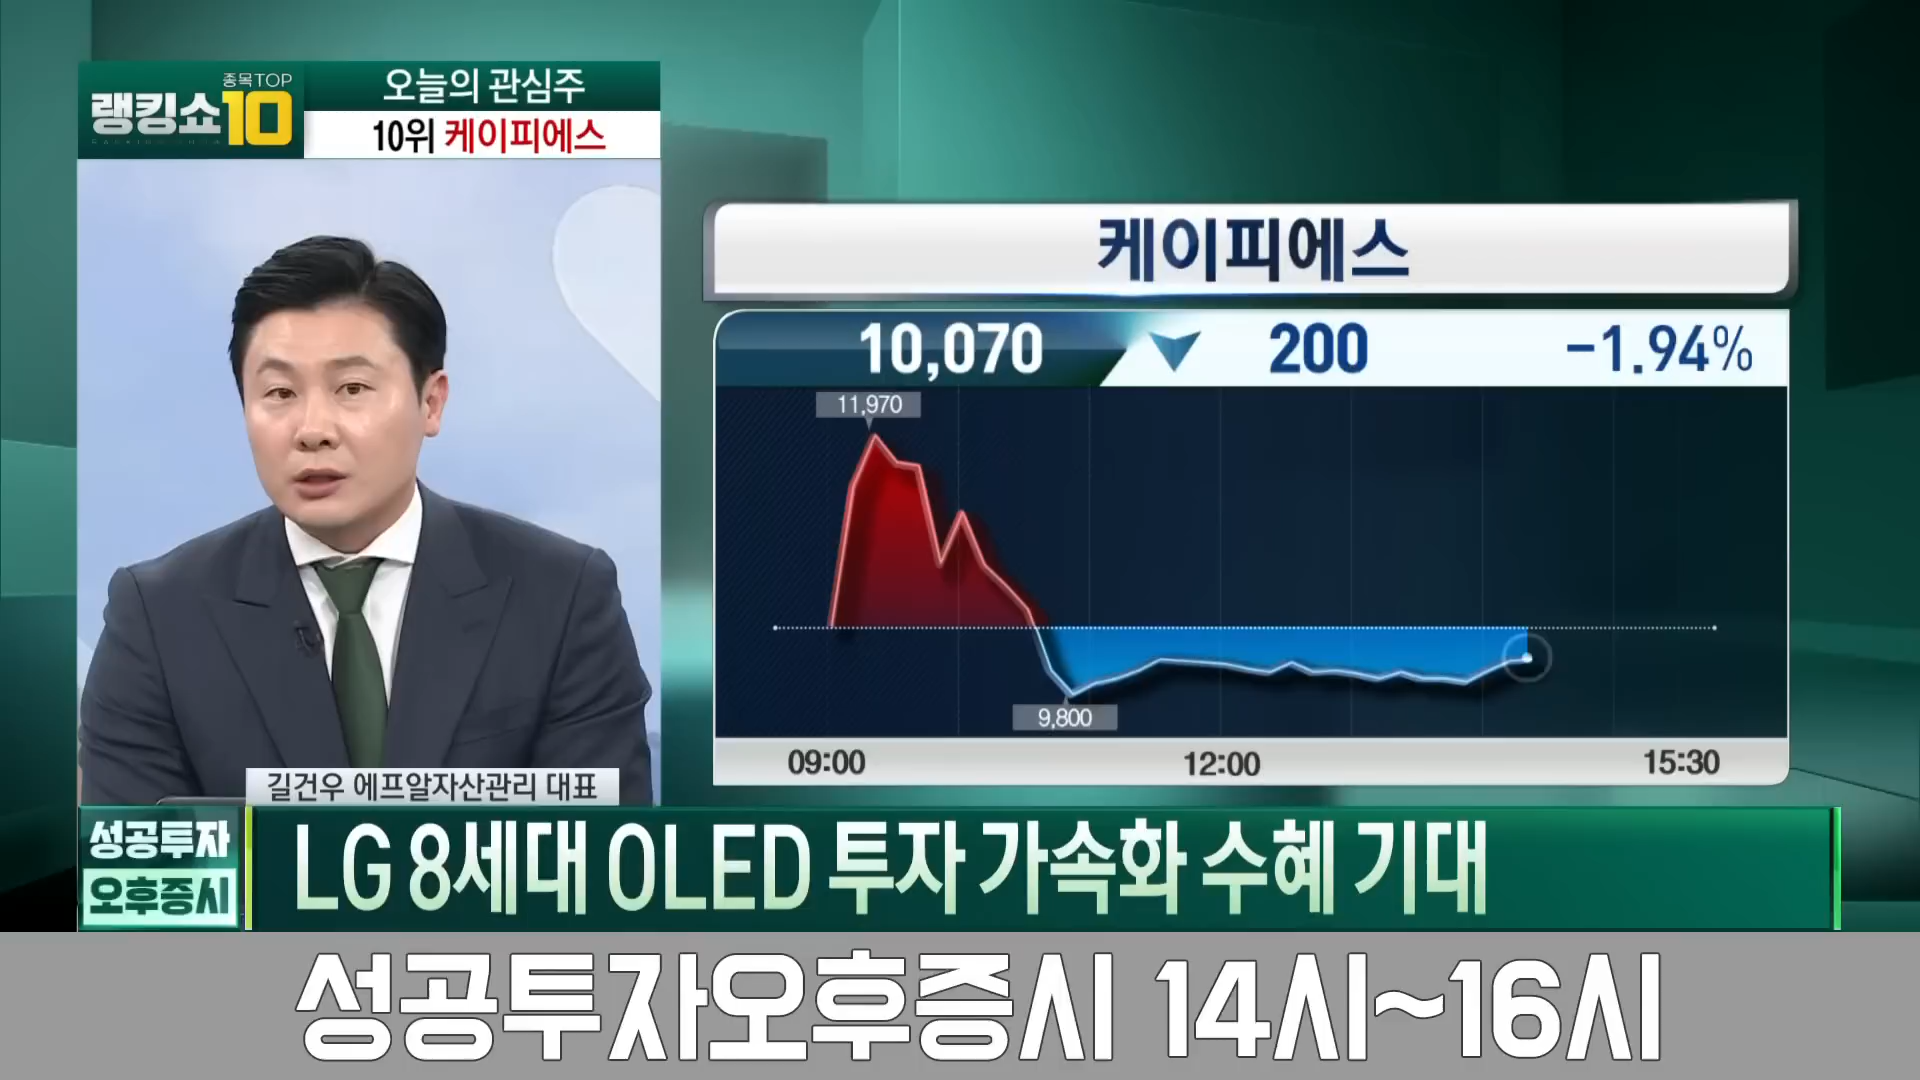 종목TOP
랭킹쇼10
오늘의 관심주
10위 케이피에스
케이피에스
10,070 200 -1.94%
11,970
9,800
09:00 12:00 15:30
길건우 에프알자산관리 대표
성공투자
오후증시
LG 8세대 OLED 투자 가속화 수혜 기대
성공투자오후증시 14시~16시